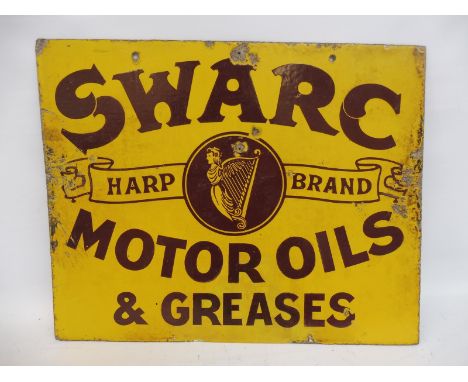 SWARC
HARP BRAND
MOTOR OILS
& GREASES